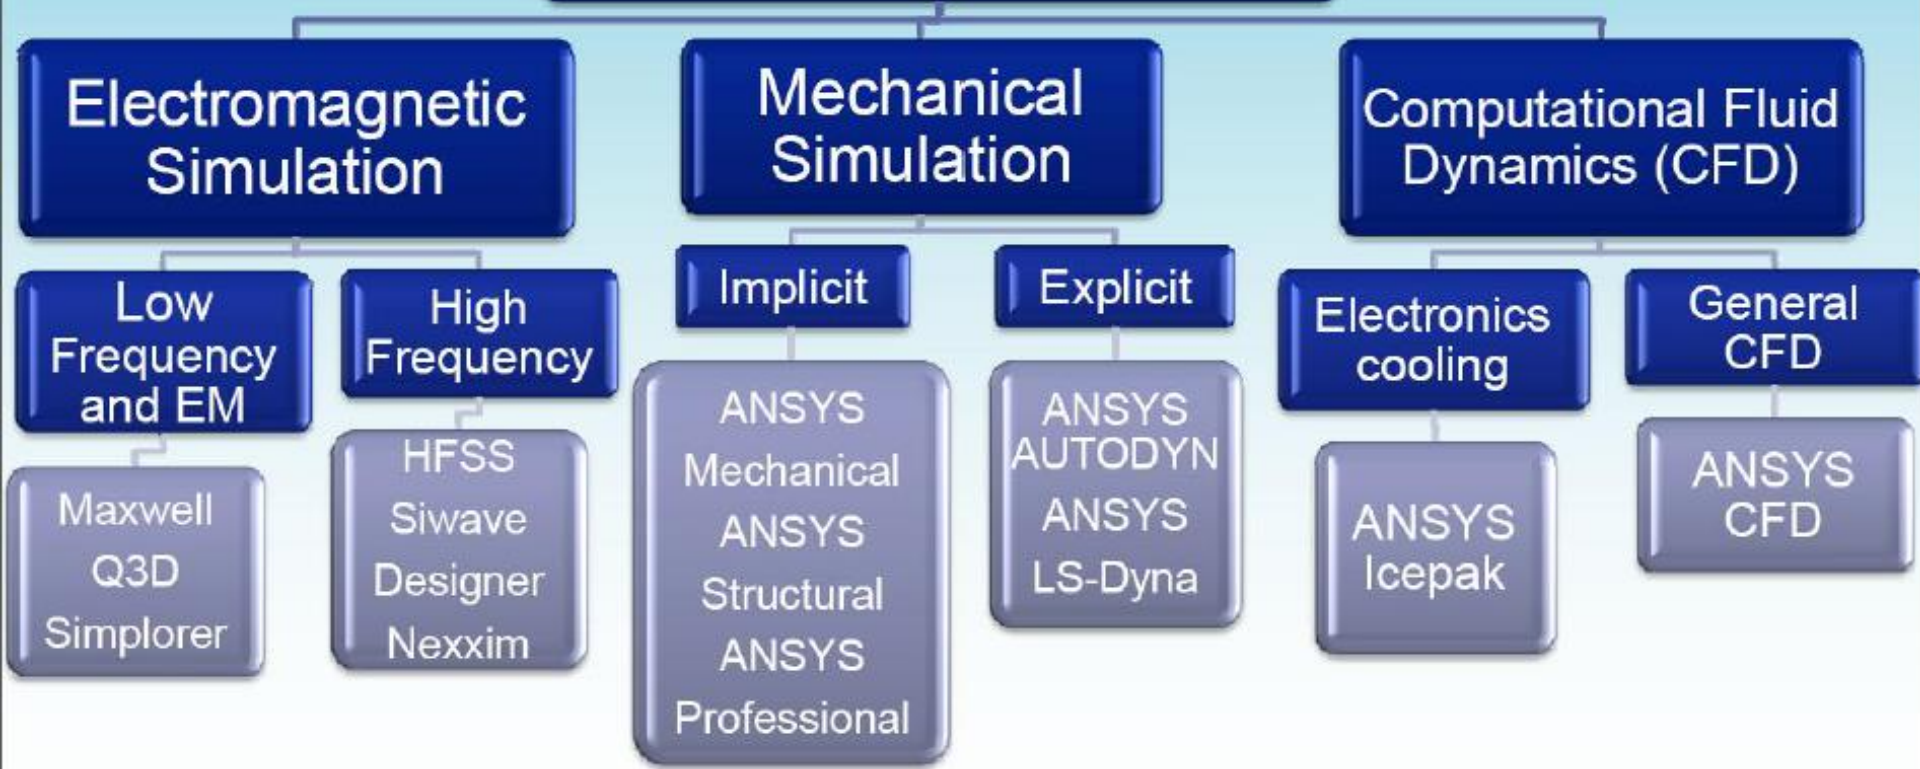 Electromagnetic
Simulation
Mechanical
Simulation
Computational Fluid
Dynamics (CFD)
Low
Frequency
and EM
High
Frequency
Implicit
Explicit
Electronics
cooling
General
CFD
Maxwell
Q3D
Simplorer
HFSS
Siwave
Designer
Nexxim
ANSYS
Mechanical
ANSYS
Structural
ANSYS
Professional
ANSYS
AUTODYN
ANSYS
LS-Dyna
ANSYS
Icepak
ANSYS
CFD